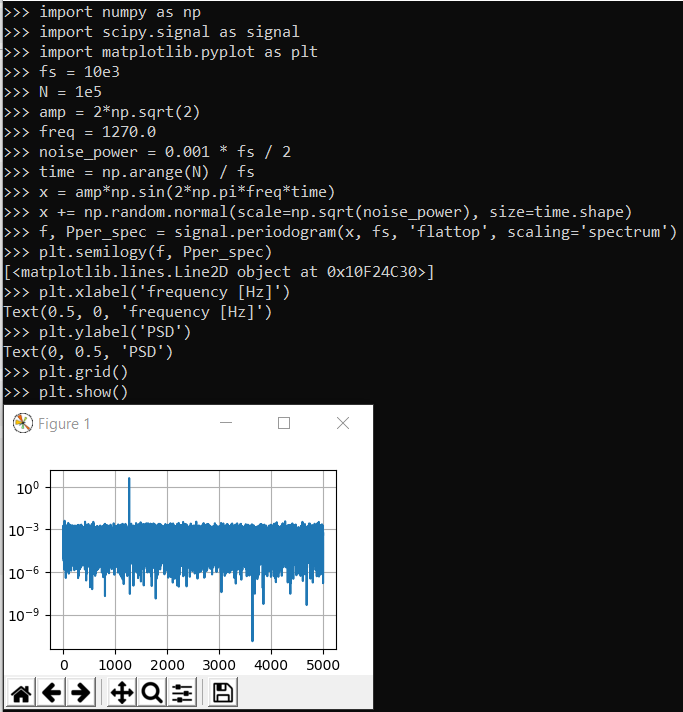 >>> import numpy as np
>>> import scipy.signal as signal
>>> import matplotlib.pyplot as plt
>>> fs = 10e3
>>> N = 1e5
>>> amp = 2*np.sqrt(2)
>>> freq = 1270.0
>>> noise_power = 0.001 * fs / 2
>>> time = np.arange(N) / fs
>>> x = amp*np.sin(2*np.pi*freq*time)
>>> x += np.random.normal(scale=np.sqrt(noise_power), size=time.shape)
>>> f, Pper_spec = signal.periodogram(x, fs, 'flattop', scaling='spectrum')
>>> plt.semilogy(f, Pper_spec)
[<matplotlib.lines.Line2D object at 0x10F24C30>]
>>> plt.xlabel('frequency [Hz]')
Text(0.5, 0, 'frequency [Hz]')
>>> plt.ylabel('PSD')
Text(0, 0.5, 'PSD')
>>> plt.grid()
>>> plt.show()
Figure 1
10⁰
10⁻³
10⁻⁶
10⁻⁹
0 1000 2000 3000 4000 5000